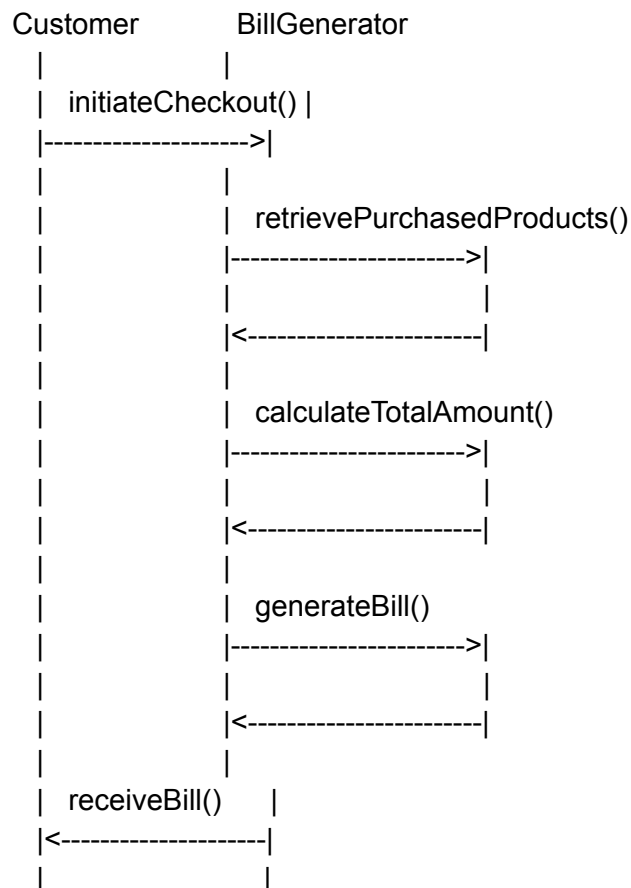 Customer BillGenerator
| |
| initiateCheckout() |
|--------------------->|
| |
| | retrievePurchasedProducts()
| |------------------------>|
| | |
| |<------------------------|
| |
| | calculateTotalAmount()
| |------------------------>|
| | |
| |<------------------------|
| |
| | generateBill()
| |------------------------>|
| | |
| |<------------------------|
| |
| receiveBill() |
|<---------------------|
| |